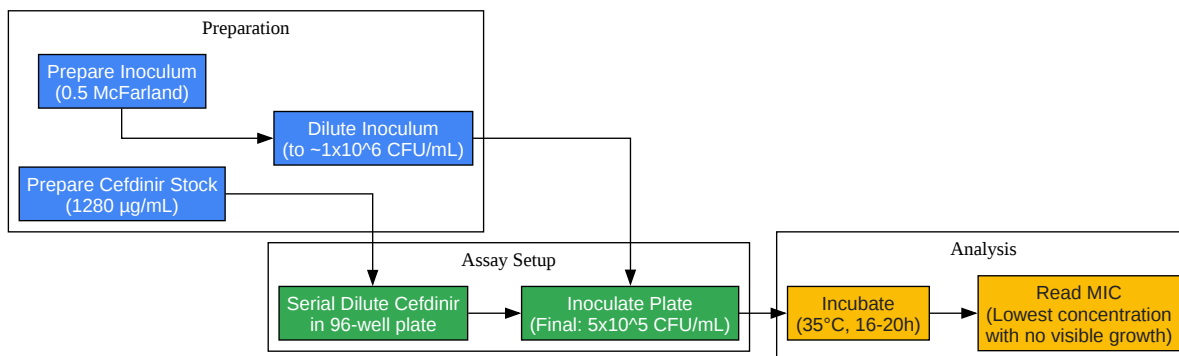 Preparation
Prepare Inoculum
(0.5 McFarland)
Dilute Inoculum
(to ~1x10^6 CFU/mL)
Prepare Cefdinir Stock
(1280 µg/mL)
Assay Setup
Serial Dilute Cefdinir
in 96-well plate
Inoculate Plate
(Final: 5x10^5 CFU/mL)
Analysis
Incubate
(35°C, 16-20h)
Read MIC
(Lowest concentration
with no visible growth)